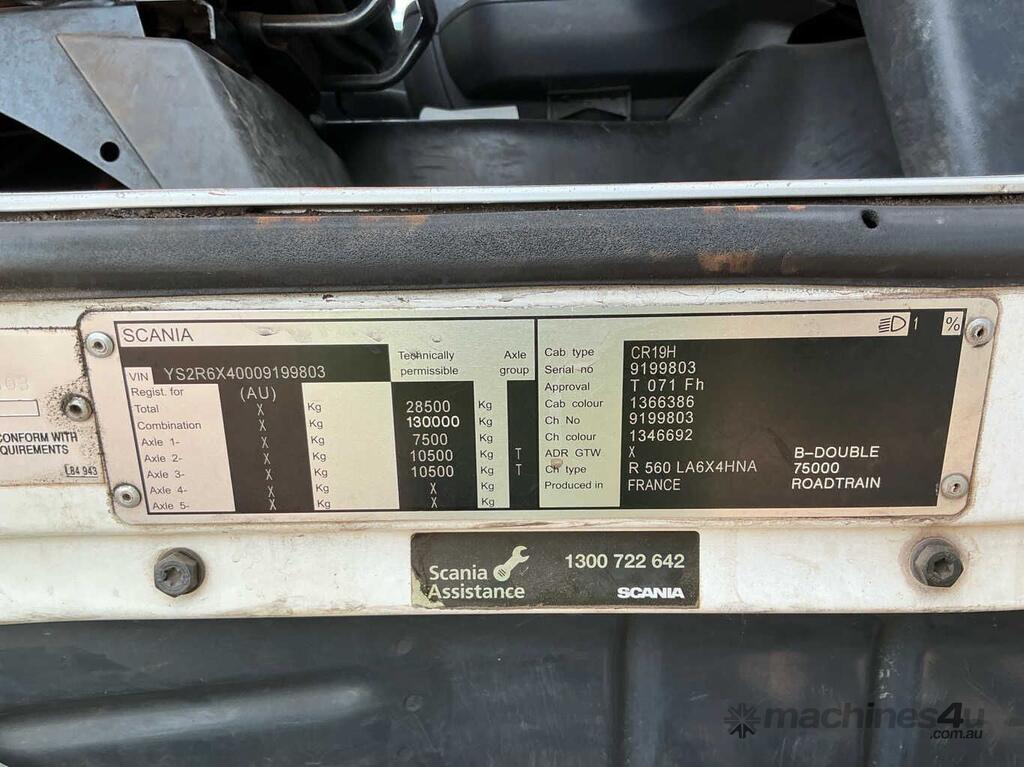 SCANIA
VIN YS2R6X40009199803
Technically permissible
Axle group
Regist. for (AU)
Total X Kg 28500 Kg
Combination X Kg 130000 Kg
Axle 1- X Kg 7500 Kg
Axle 2- X Kg 10500 Kg T
Axle 3- X Kg 10500 Kg T
Axle 4- X Kg X Kg
Axle 5- X Kg X Kg
1 %
Cab type CR19H
Serial no 9199803
Approval T 071 Fh
Cab colour 1366386
Ch No 9199803
Ch colour 1346692
ADR GTW X B-DOUBLE
Ch type R 560 LA6X4HNA 75000
Produced in FRANCE ROADTRAIN
CONFORM WITH
QUIREMENTS
L84 943
Scania Assistance
1300 722 642
SCANIA
machines4u
.com.au